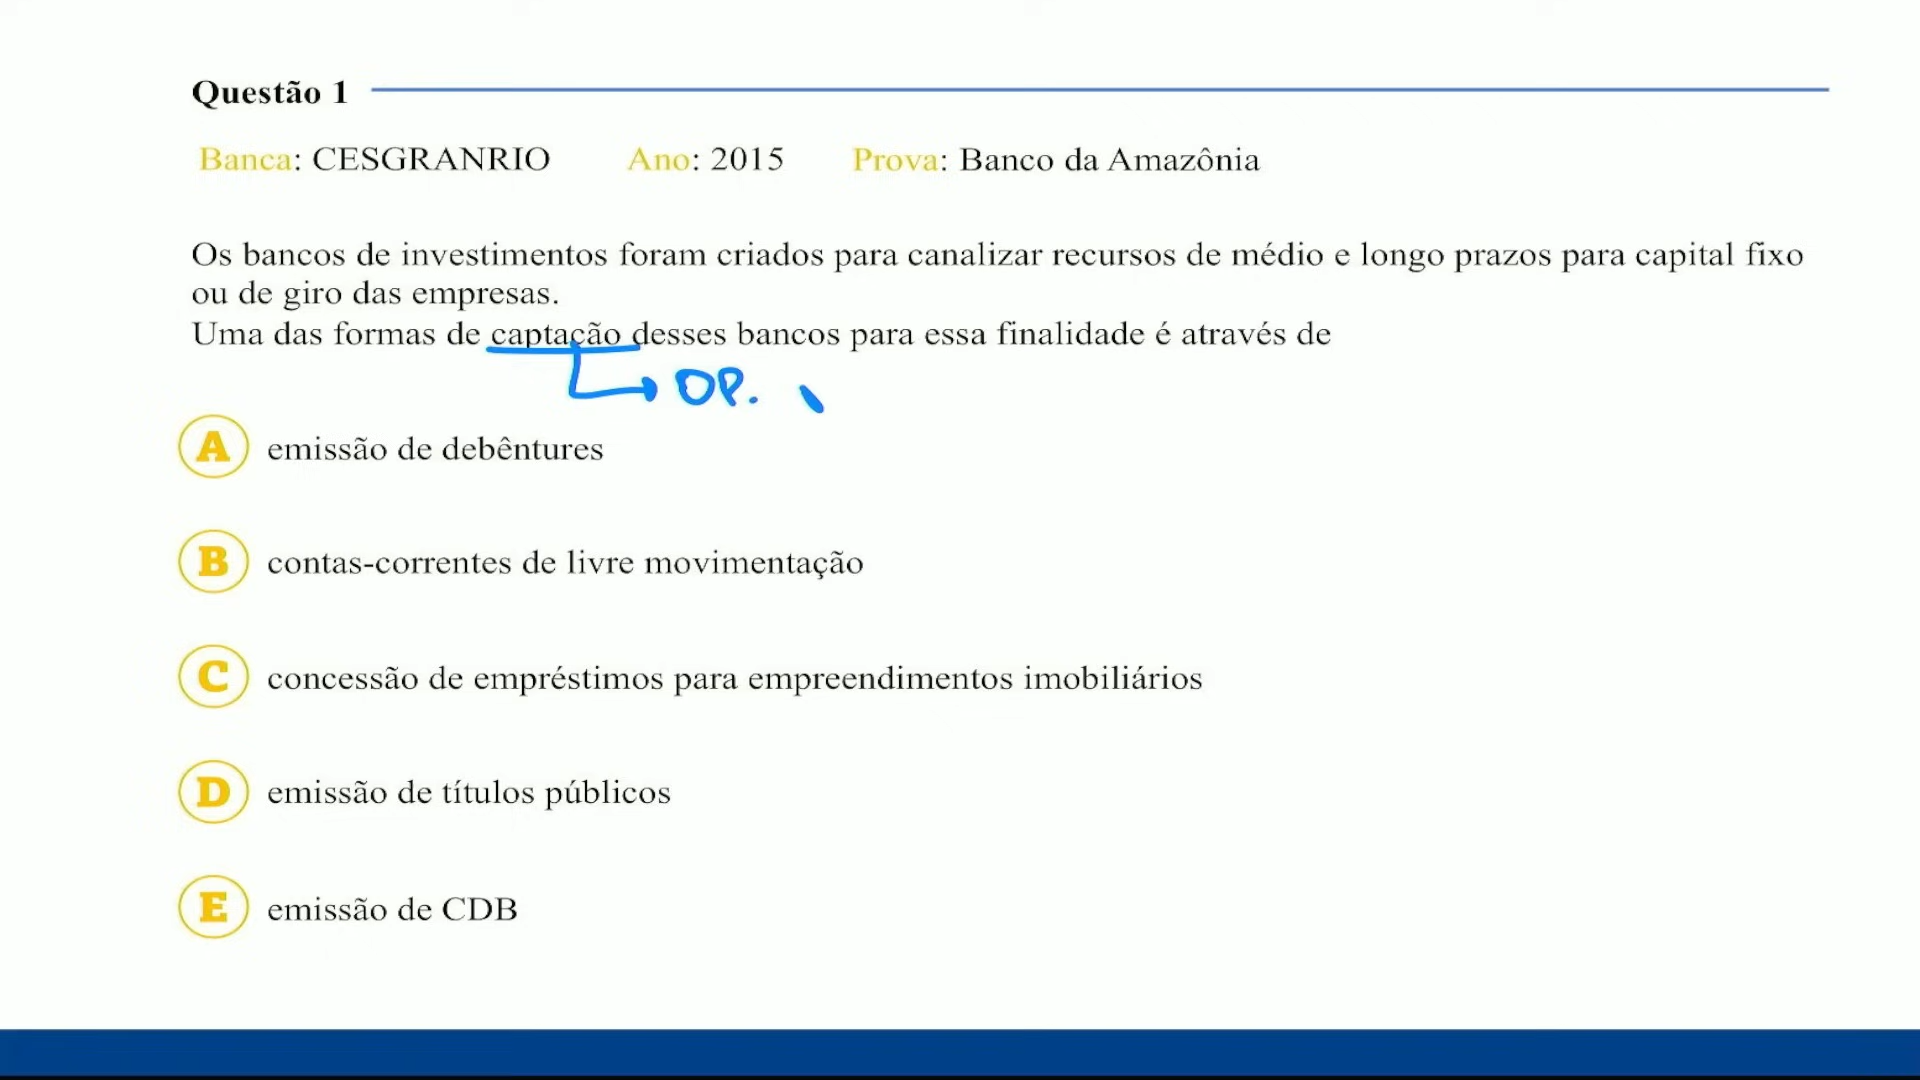 Questão 1
Banca: CESGRANRIO Ano: 2015 Prova: Banco da Amazônia
Os bancos de investimentos foram criados para canalizar recursos de médio e longo prazos para capital fixo
ou de giro das empresas.
Uma das formas de captação desses bancos para essa finalidade é através de
OP.
A emissão de debêntures
B contas-correntes de livre movimentação
C concessão de empréstimos para empreendimentos imobiliários
D emissão de títulos públicos
E emissão de CDB